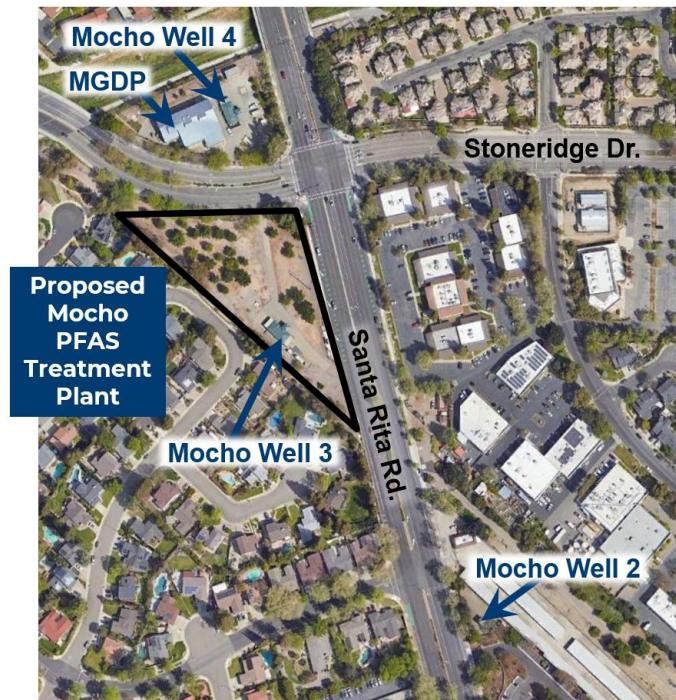 Mocho Well 4
MGDP
Stoneridge Dr.
Proposed
Mocho
PFAS
Treatment
Plant
Santa Rita Rd.
Mocho Well 3
Mocho Well 2